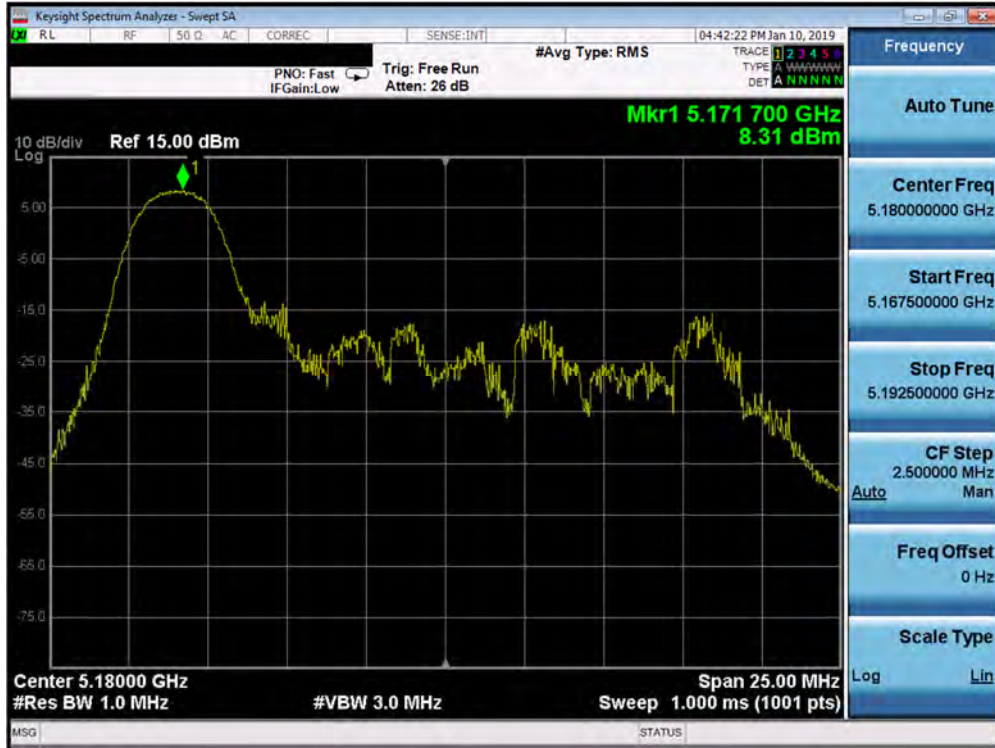 Keysight Spectrum Analyzer - Swept SA
LXI RL RF 50 Ω AC CORREC SENSE:INT 04:42:22 PM Jan 10, 2019
#Avg Type: RMS TRACE 1 2 3 4 5 6
PNO: Fast Trig: Free Run TYPE A WWWWW
IFGain:Low Atten: 26 dB DET A N N N N N
Mkr1 5.171 700 GHz
8.31 dBm
10 dB/div Ref 15.00 dBm
Log
1
5.00
-5.00
-15.0
-25.0
-35.0
-45.0
-55.0
-65.0
-75.0
Center 5.18000 GHz Span 25.00 MHz
#Res BW 1.0 MHz #VBW 3.0 MHz Sweep 1.000 ms (1001 pts)
MSG STATUS
Frequency
Auto Tune
Center Freq
5.180000000 GHz
Start Freq
5.167500000 GHz
Stop Freq
5.192500000 GHz
CF Step
2.500000 MHz
Auto Man
Freq Offset
0 Hz
Scale Type
Log Lin